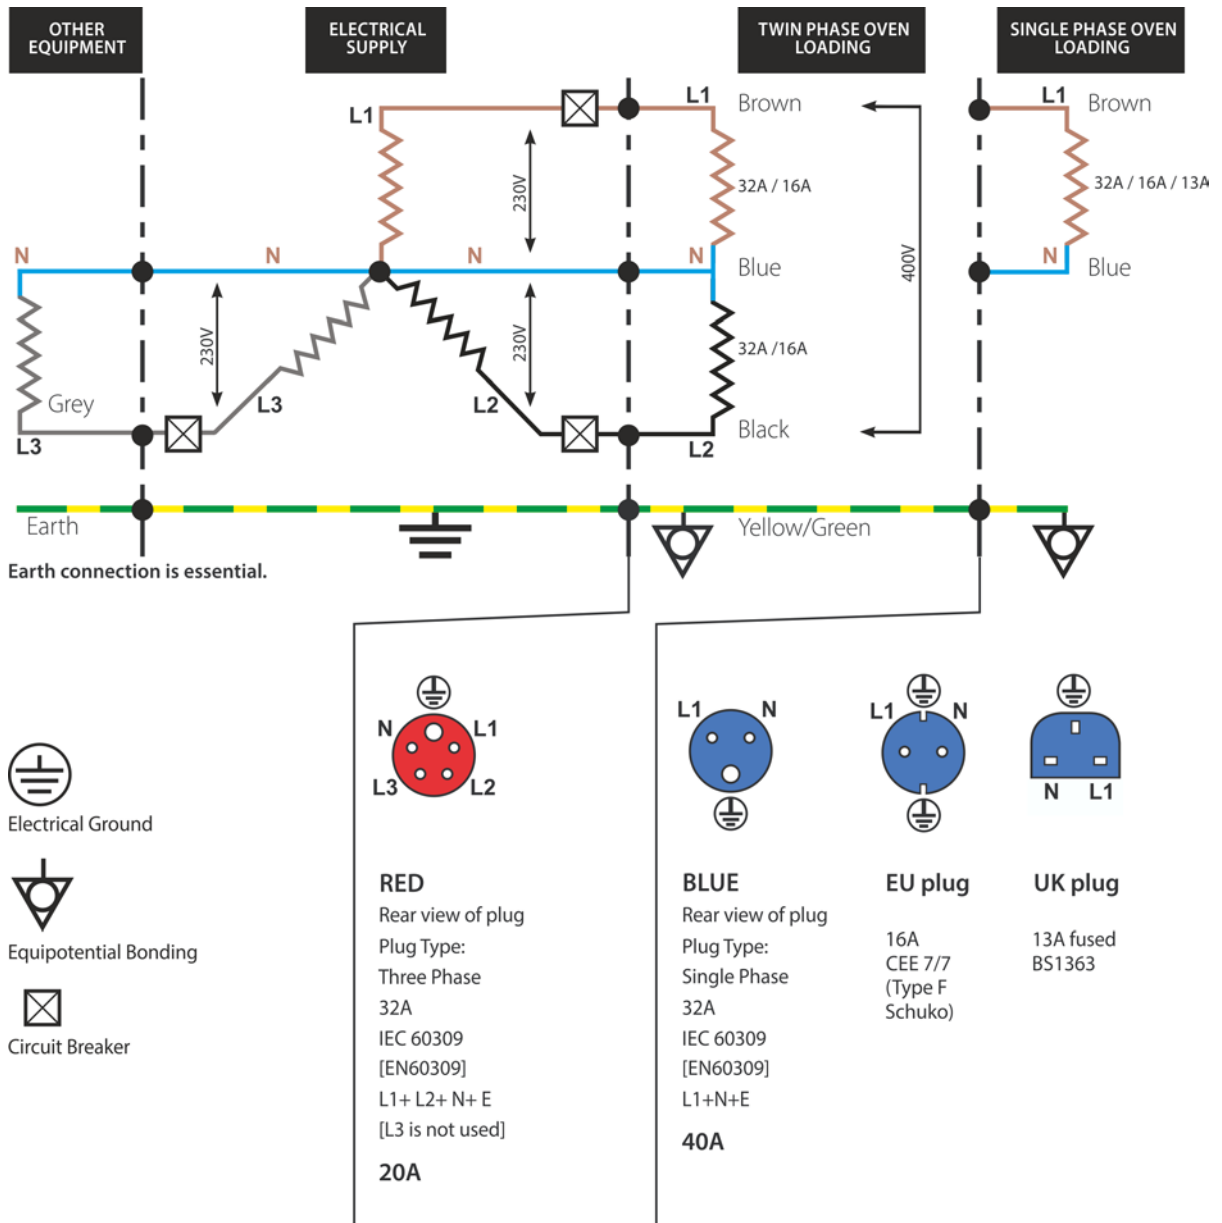 OTHER
EQUIPMENT
ELECTRICAL
SUPPLY
TWIN PHASE OVEN
LOADING
SINGLE PHASE OVEN
LOADING
L1
L1
Brown
L1
Brown
230V
32A / 16A
32A / 16A / 13A
N
N
N
N
Blue
400V
N
Blue
230V
230V
32A /16A
Grey
L3
L2
Black
L3
L2
Earth
Yellow/Green
Earth connection is essential.
N
L1
L3
L2
L1
N
L1
N
N
L1
Electrical Ground
Equipotential Bonding
Circuit Breaker
RED
Rear view of plug
Plug Type:
Three Phase
32A
IEC 60309
[EN60309]
L1+ L2+ N+ E
[L3 is not used]
20A
BLUE
Rear view of plug
Plug Type:
Single Phase
32A
IEC 60309
[EN60309]
L1+N+E
40A
EU plug
16A
CEE 7/7
(Type F
Schuko)
UK plug
13A fused
BS1363